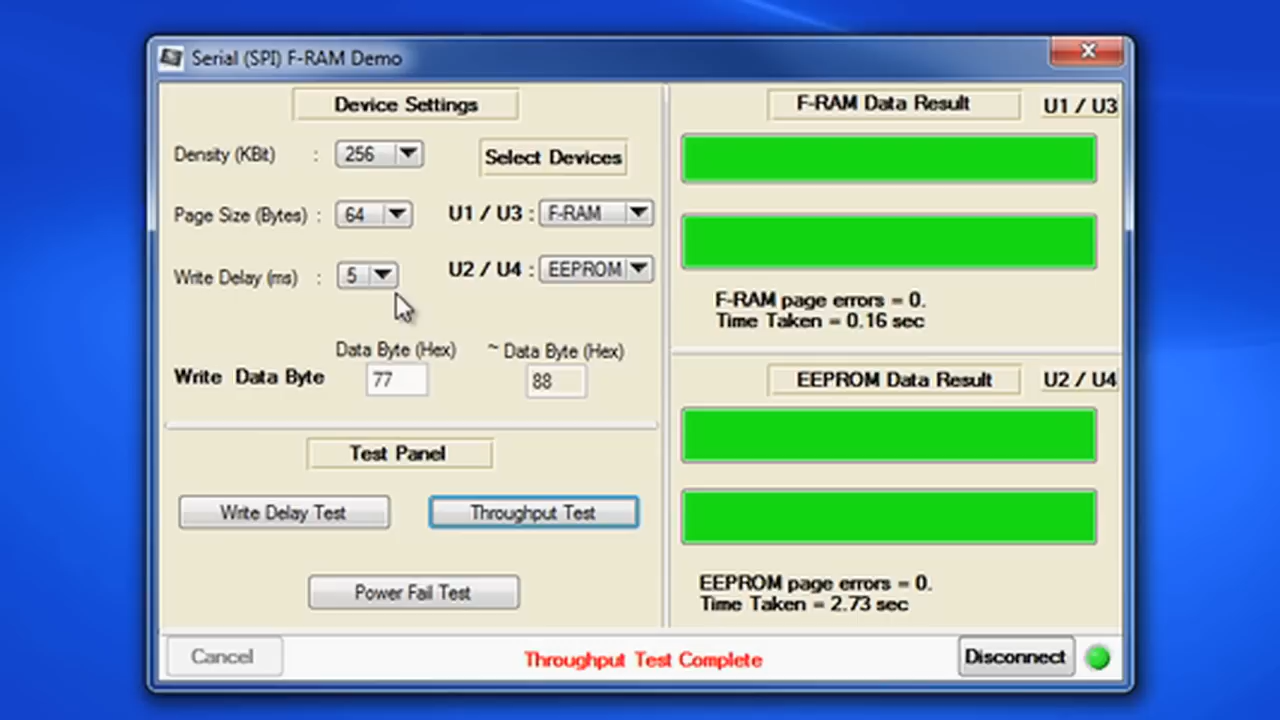 Serial (SPI) F-RAM Demo
Device Settings
Density (KBit) : 256
Select Devices
Page Size (Bytes) : 64
U1 / U3 : F-RAM
Write Delay (ms) : 5
U2 / U4 : EEPROM
Data Byte (Hex) ~ Data Byte (Hex)
Write Data Byte 77 88
Test Panel
Write Delay Test Throughput Test
Power Fail Test
F-RAM Data Result U1 / U3
F-RAM page errors = 0.
Time Taken = 0.16 sec
EEPROM Data Result U2 / U4
EEPROM page errors = 0.
Time Taken = 2.73 sec
Cancel Throughput Test Complete Disconnect